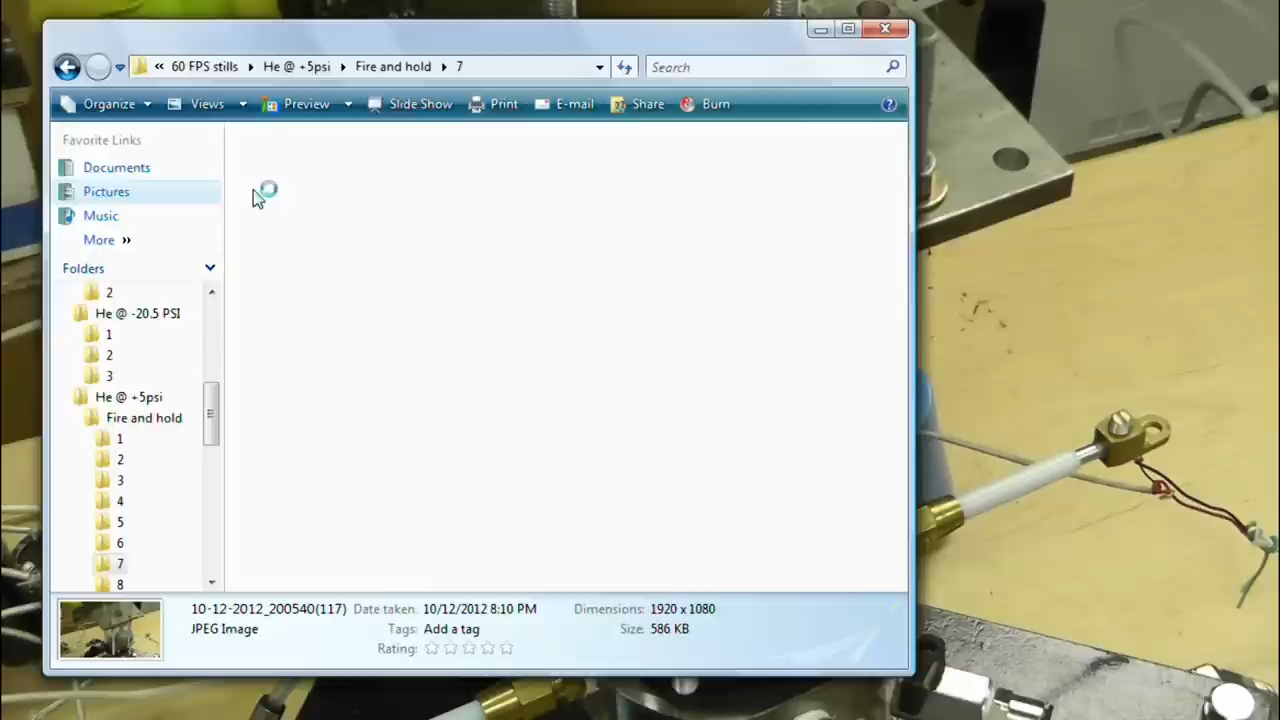 « 60 FPS stills He @ +5psi Fire and hold 7 Search
Organize Views Preview Slide Show Print E-mail Share Burn
Favorite Links
Documents
Pictures
Music
More »
Folders
2
He @ -20.5 PSI
1
2
3
He @ +5psi
Fire and hold
1
2
3
4
5
6
7
8
10-12-2012_200540(117) Date taken: 10/12/2012 8:10 PM Dimensions: 1920 x 1080
JPEG Image Tags: Add a tag Size: 586 KB
Rating: